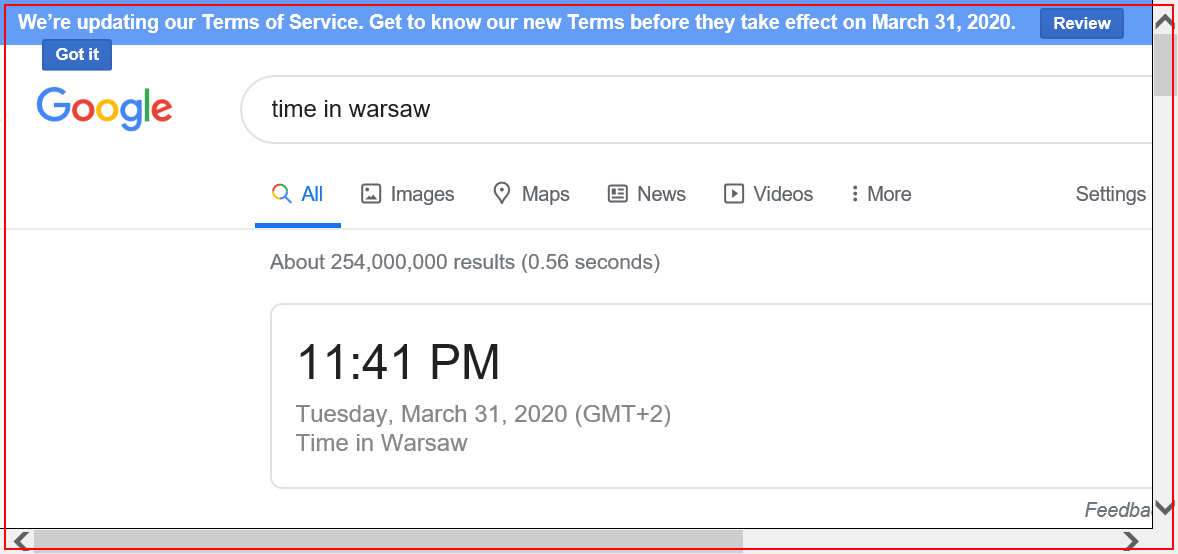 We’re updating our Terms of Service. Get to know our new Terms before they take effect on March 31, 2020. Review
Got it
Google
time in warsaw
All Images Maps News Videos More Settings
About 254,000,000 results (0.56 seconds)
11:41 PM
Tuesday, March 31, 2020 (GMT+2)
Time in Warsaw
Feedba